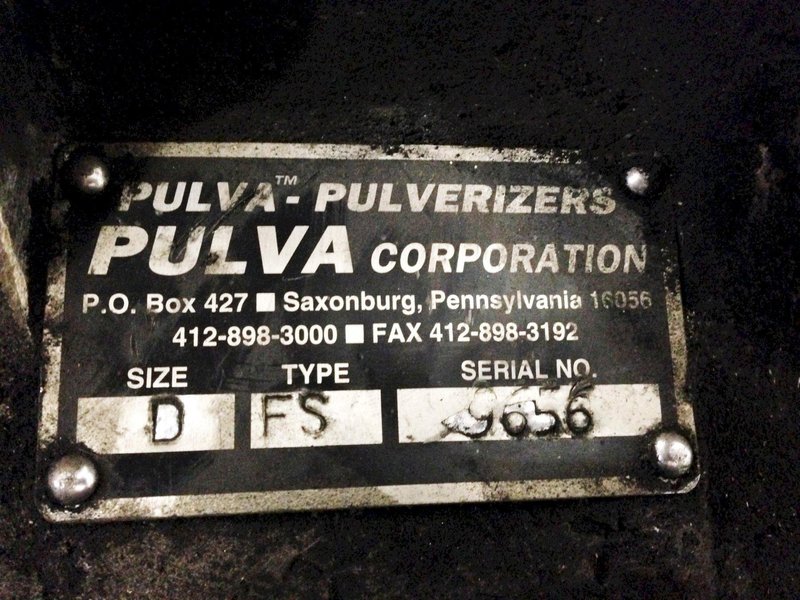 PULVA™ - PULVERIZERS
PULVA CORPORATION
P.O. Box 427 ■ Saxonburg, Pennsylvania 16056
412-898-3000 ■ FAX 412-898-3192
SIZE TYPE SERIAL NO.
D FS 9656